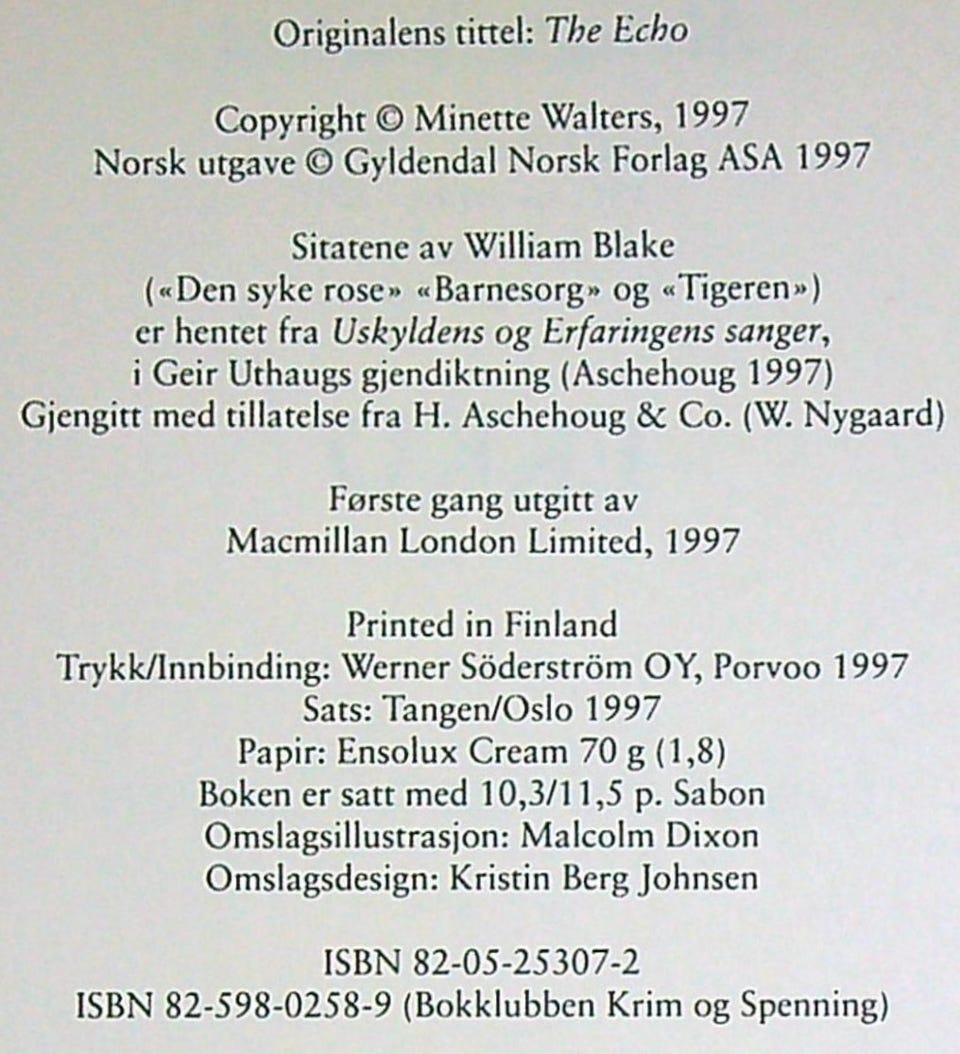 Originalens tittel: The Echo
Copyright © Minette Walters, 1997
Norsk utgave © Gyldendal Norsk Forlag ASA 1997
Sitatene av William Blake
(«Den syke rose» «Barnesorg» og «Tigeren»)
er hentet fra Uskyldens og Erfaringens sanger,
i Geir Uthaugs gjendiktning (Aschehoug 1997)
Gjengitt med tillatelse fra H. Aschehoug & Co. (W. Nygaard)
Første gang utgitt av
Macmillan London Limited, 1997
Printed in Finland
Trykk/Innbinding: Werner Söderström OY, Porvoo 1997
Sats: Tangen/Oslo 1997
Papir: Ensolux Cream 70 g (1,8)
Boken er satt med 10,3/11,5 p. Sabon
Omslagsillustrasjon: Malcolm Dixon
Omslagsdesign: Kristin Berg Johnsen
ISBN 82-05-25307-2
ISBN 82-598-0258-9 (Bokklubben Krim og Spenning)